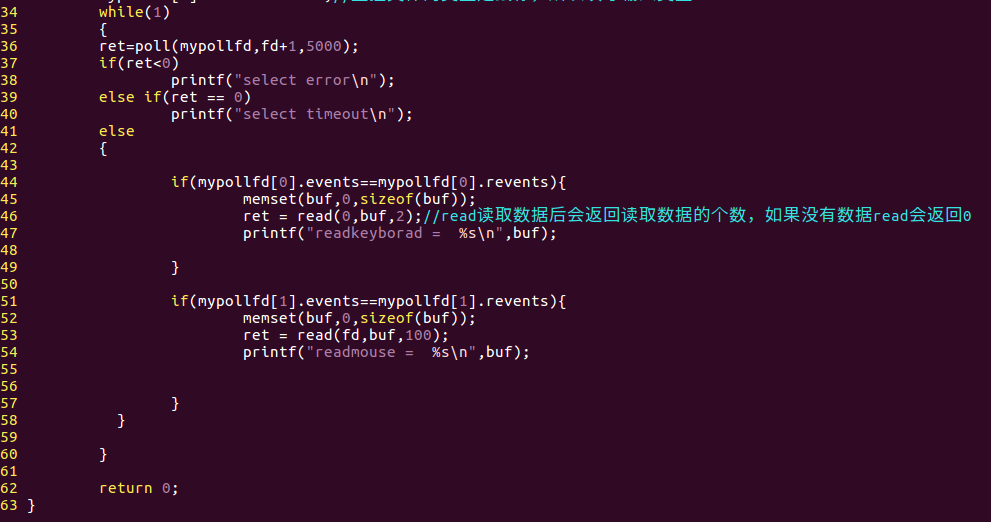 34 while(1)
35 {
36 ret=poll(mypollfd,fd+1,5000);
37 if(ret<0)
38 printf("select error\n");
39 else if(ret == 0)
40 printf("select timeout\n");
41 else
42 {
43
44 if(mypollfd[0].events==mypollfd[0].revents){
45 memset(buf,0,sizeof(buf));
46 ret = read(0,buf,2);//read读取数据后会返回读取数据的个数，如果没有数据read会返回0
47 printf("readkeyborad =  %s\n",buf);
48
49 }
50
51 if(mypollfd[1].events==mypollfd[1].revents){
52 memset(buf,0,sizeof(buf));
53 ret = read(fd,buf,100);
54 printf("readmouse =  %s\n",buf);
55
56
57 }
58 }
59
60 }
61
62 return 0;
63 }